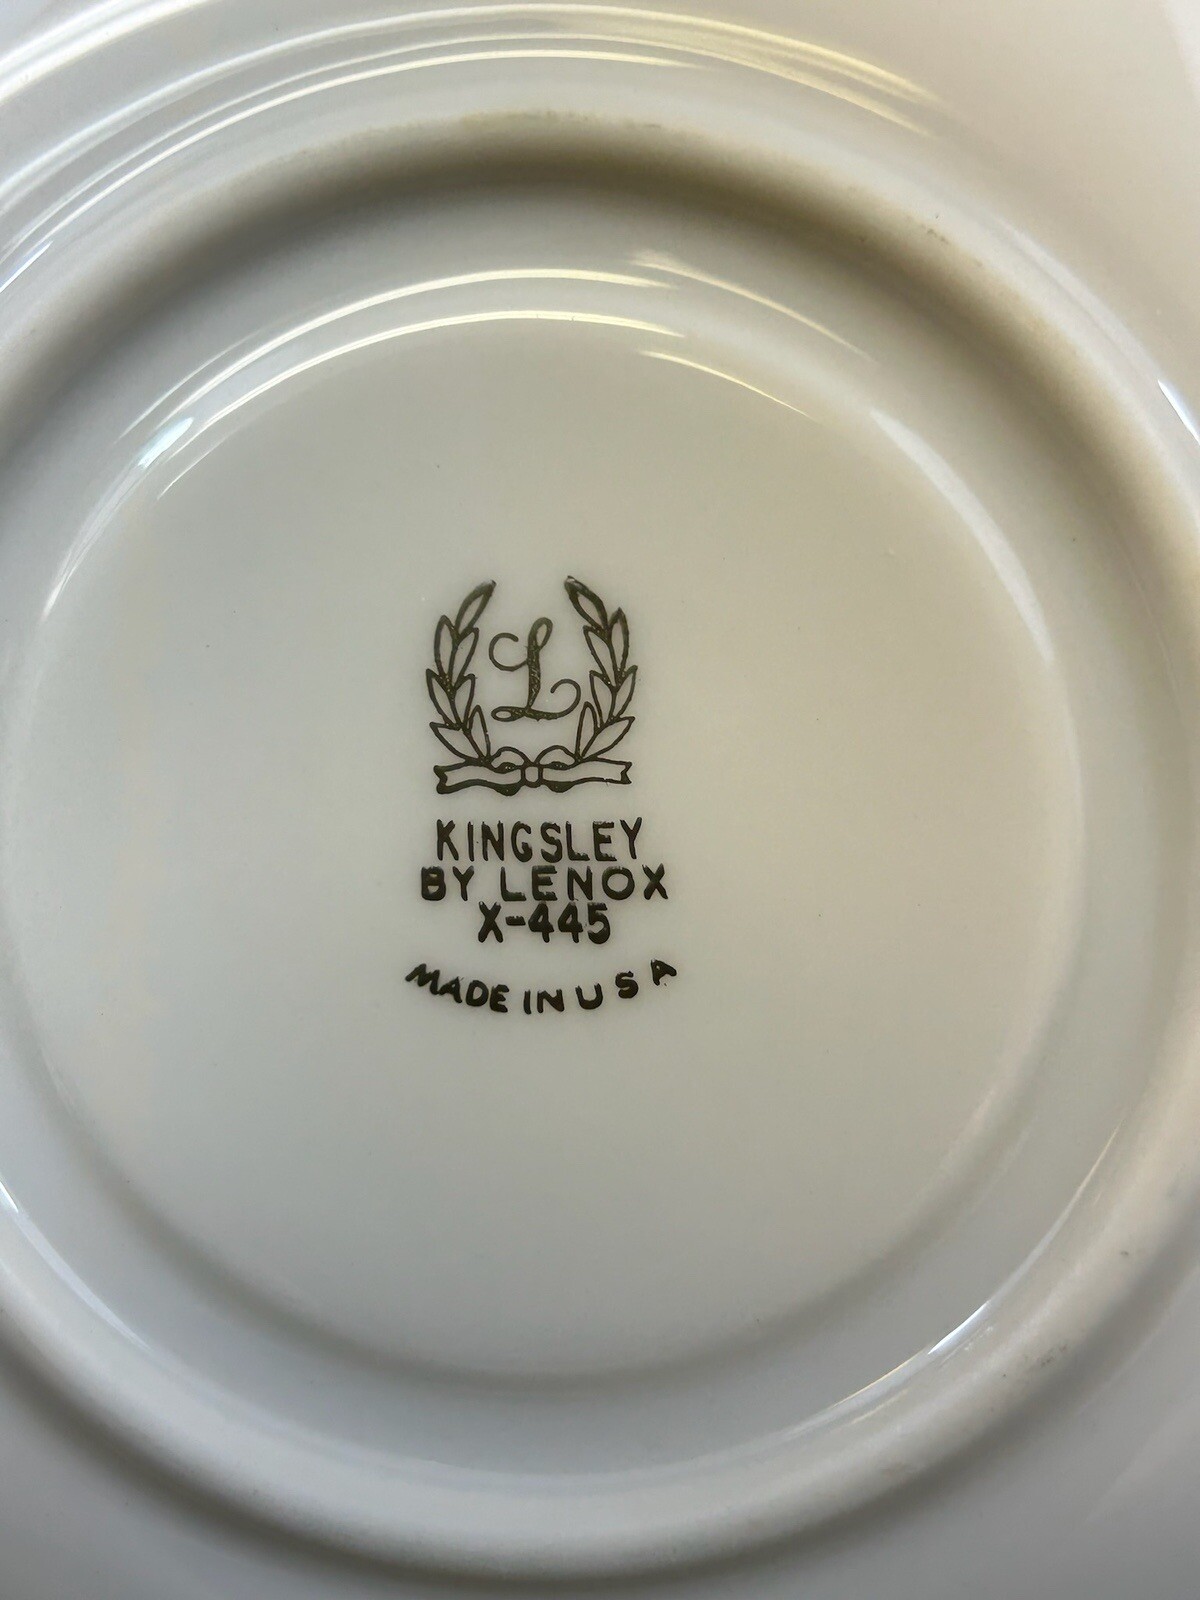 L
KINGSLEY
BY LENOX
X-445
MADE IN USA